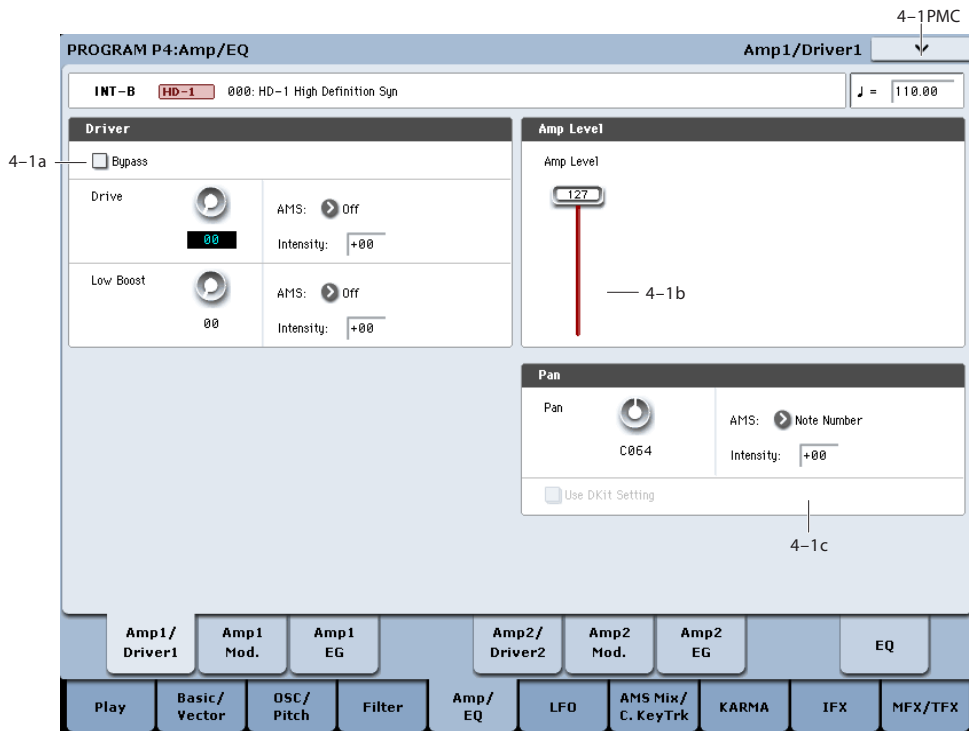 4-1PMC
PROGRAM P4:Amp/EQ
Amp1/Driver1
INT-B HD-1 000: HD-1 High Definition Syn
♩ = 110.00
Driver
4-1a
Bypass
Drive
00
AMS: Off
Intensity: +00
Low Boost
00
AMS: Off
Intensity: +00
Amp Level
Amp Level
127
4-1b
Pan
Pan
C064
AMS: Note Number
Intensity: +00
Use DKit Setting
4-1c
Amp1/
Driver1
Amp1
Mod.
Amp1
EG
Amp2/
Driver2
Amp2
Mod.
Amp2
EG
EQ
Play
Basic/
Vector
OSC/
Pitch
Filter
Amp/
EQ
LFO
AMS Mix/
C. KeyTrk
KARMA
IFX
MFX/TFX